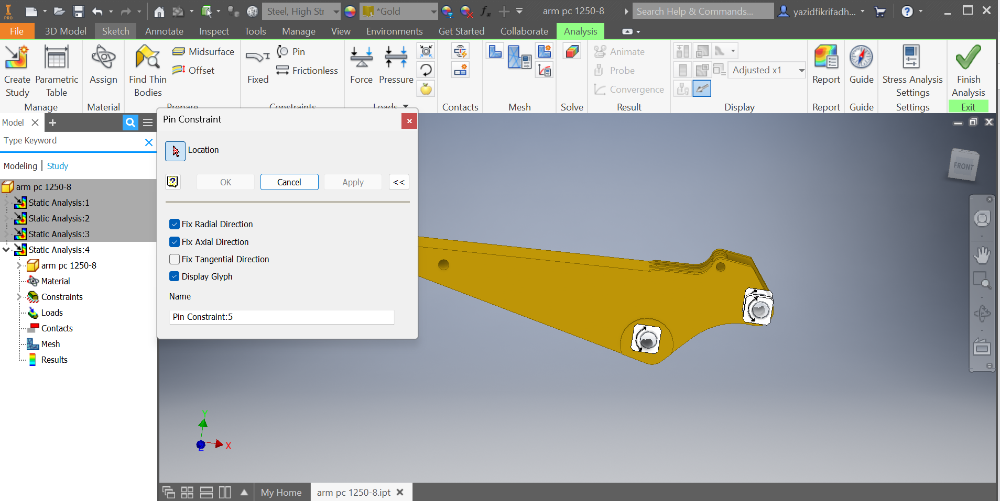 PRO
Steel, High Str
*Gold
fx
arm pc 1250-8
Search Help & Commands...
yazidfikrifadh...
File
3D Model
Sketch
Annotate
Inspect
Tools
Manage
View
Environments
Get Started
Collaborate
Analysis
Create
Study
Parametric
Table
Assign
Find Thin
Bodies
Midsurface
Offset
Fixed
Pin
Frictionless
Force
Pressure
Animate
Probe
Convergence
Adjusted x1
Report
Guide
Stress Analysis
Settings
Finish
Analysis
Manage
Material
Prepare
Constraints
Loads
Contacts
Mesh
Solve
Result
Display
Report
Guide
Settings
Exit
Model
Type Keyword
Modeling | Study
arm pc 1250-8
Static Analysis:1
Static Analysis:2
Static Analysis:3
Static Analysis:4
arm pc 1250-8
Material
Constraints
Loads
Contacts
Mesh
Results
Pin Constraint
Location
OK
Cancel
Apply
<<
Fix Radial Direction
Fix Axial Direction
Fix Tangential Direction
Display Glyph
Name
Pin Constraint:5
FRONT
Y
X
Z
My Home
arm pc 1250-8.ipt